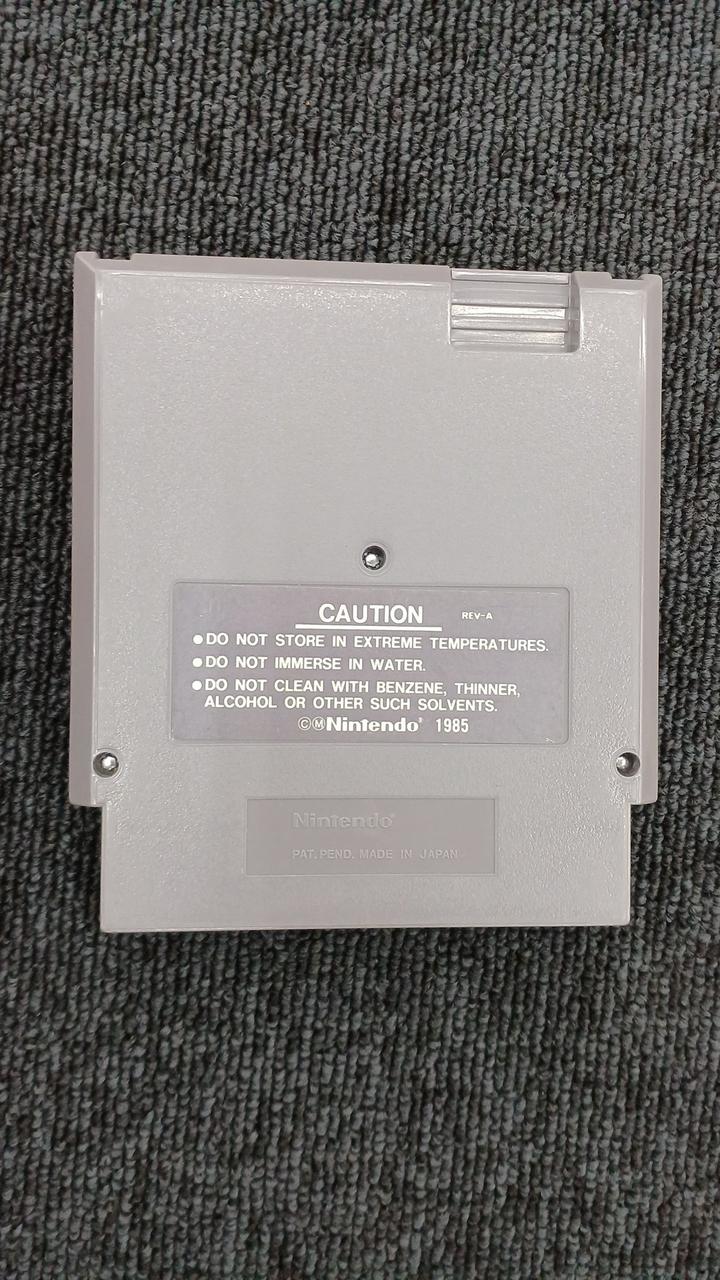 CAUTION REV-A
●DO NOT STORE IN EXTREME TEMPERATURES.
●DO NOT IMMERSE IN WATER.
●DO NOT CLEAN WITH BENZENE, THINNER,
ALCOHOL OR OTHER SUCH SOLVENTS.
©ⓂNintendo® 1985
Nintendo®
PAT. PEND. MADE IN JAPAN